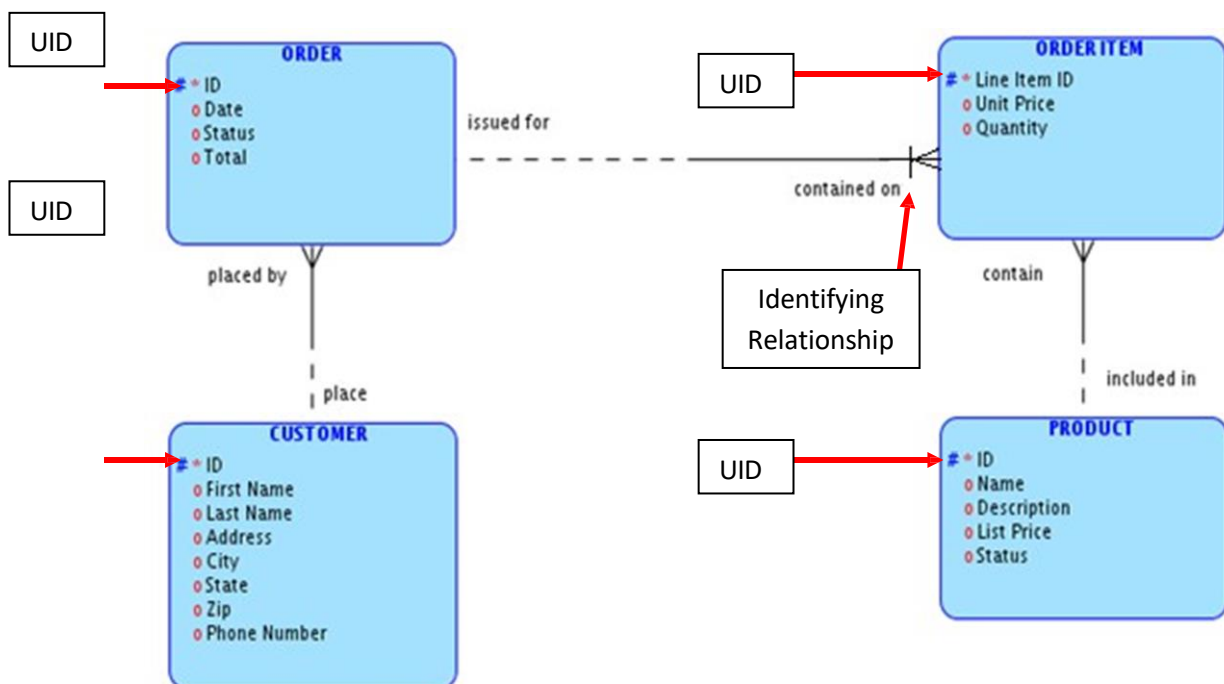 UID
ORDER
# * ID
o Date
o Status
o Total
issued for
UID
ORDER ITEM
# * Line Item ID
o Unit Price
o Quantity
contained on
UID
placed by
place
Identifying
Relationship
contain
included in
CUSTOMER
# * ID
o First Name
o Last Name
o Address
o City
o State
o Zip
o Phone Number
UID
PRODUCT
# * ID
o Name
o Description
o List Price
o Status